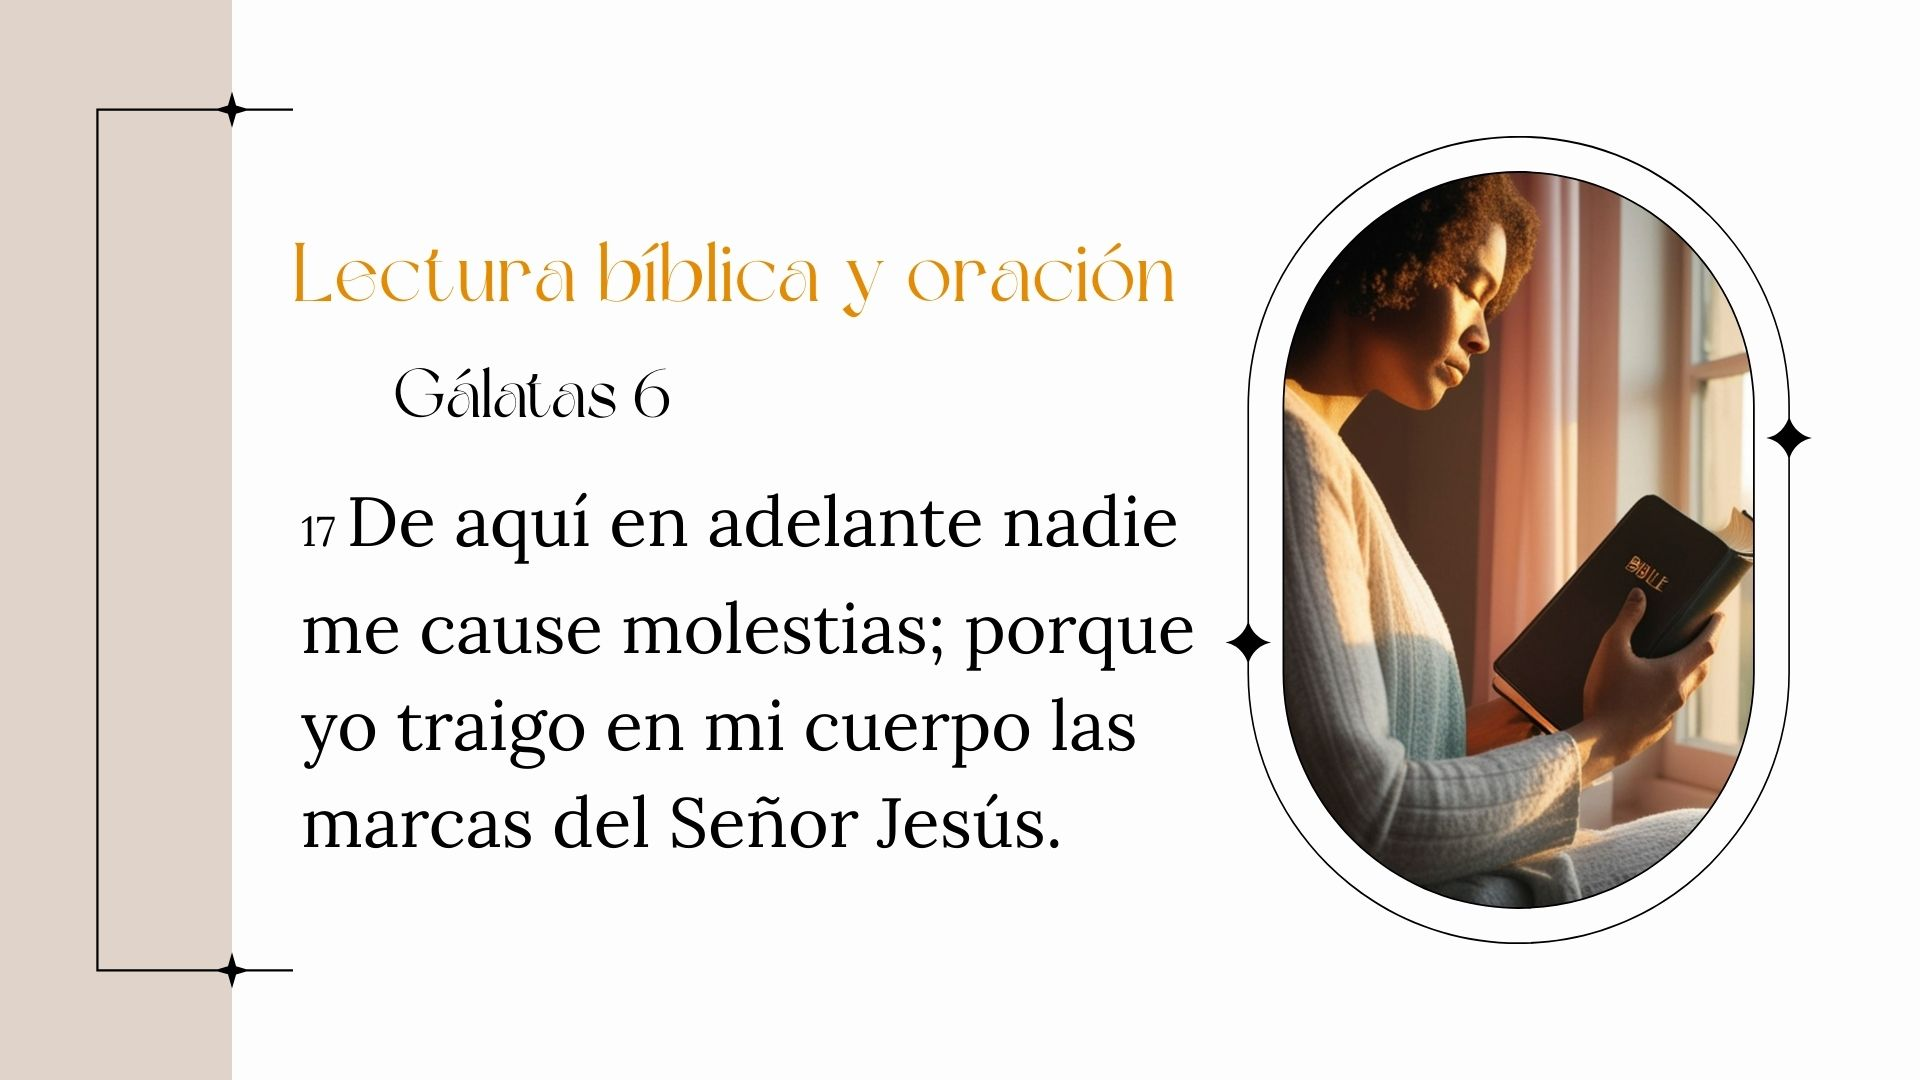 Lectura bíblica y oración
Gálatas 6
17 De aquí en adelante nadie
me cause molestias; porque
yo traigo en mi cuerpo las
marcas del Señor Jesús.
BIBLE